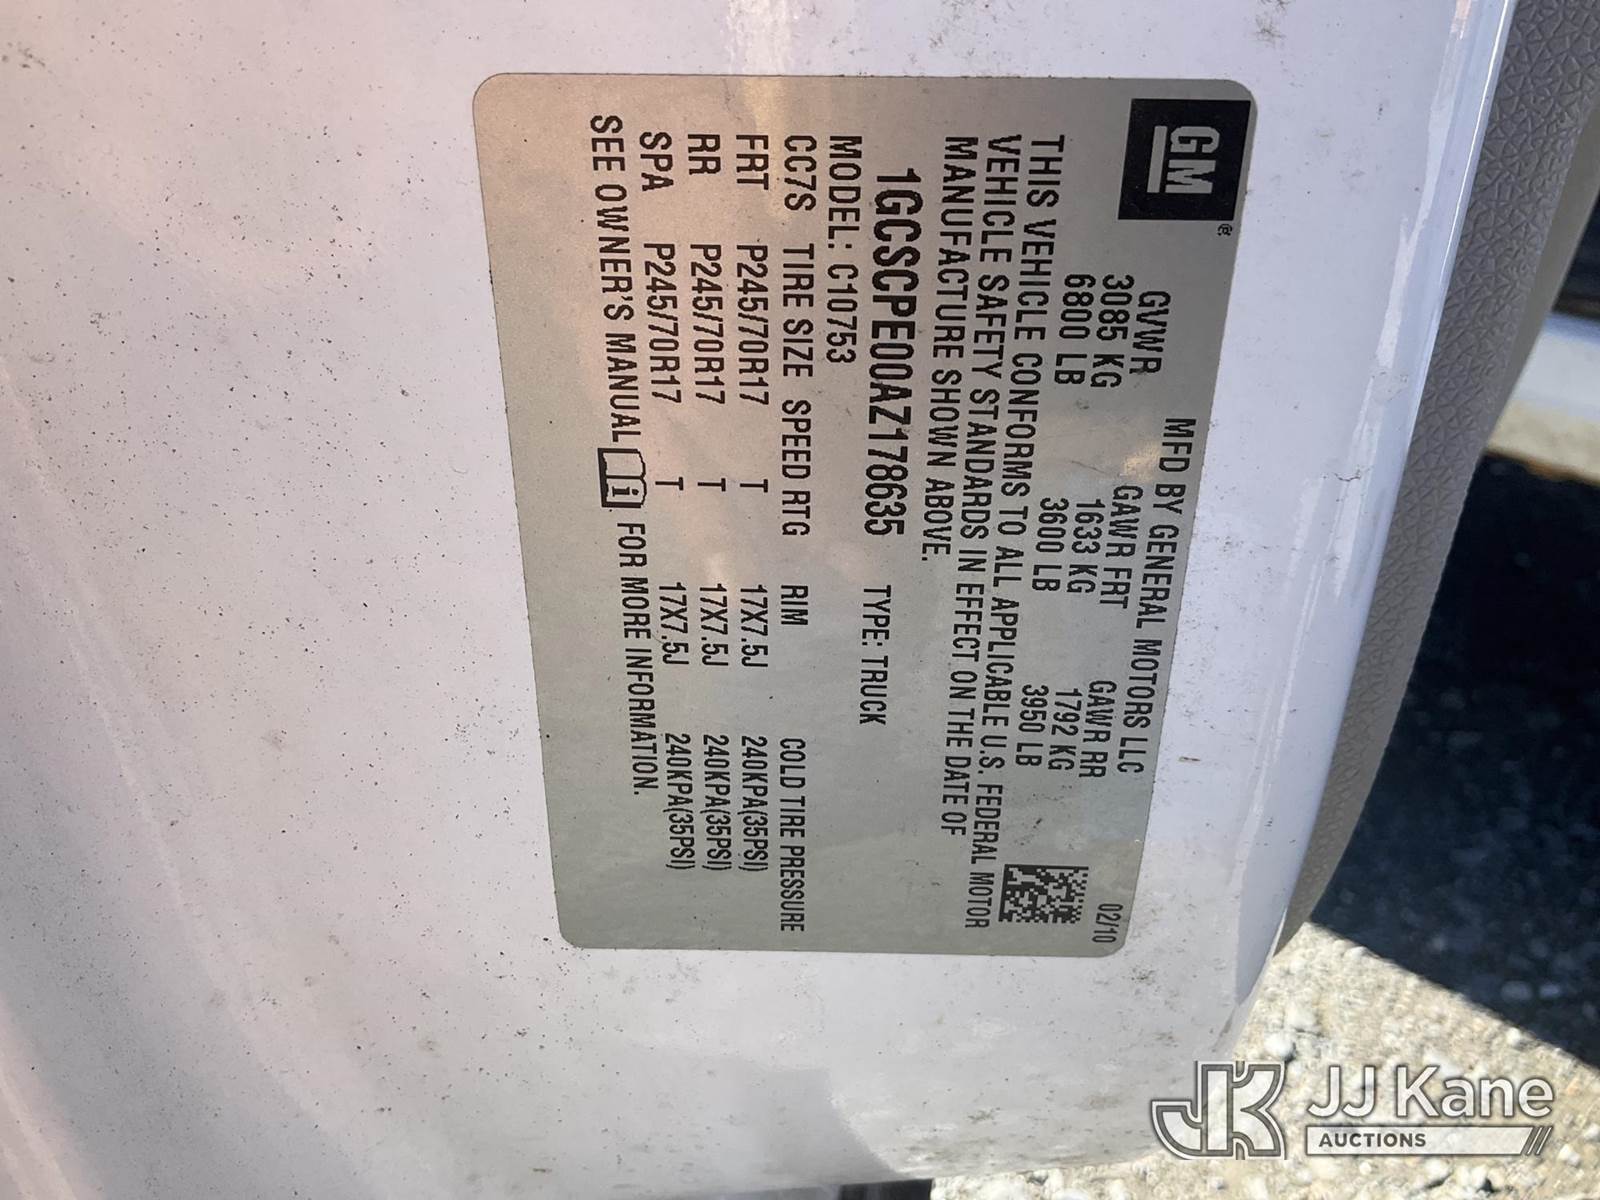 GM®
MFD BY GENERAL MOTORS LLC
02/10
GVWR GAWR FRT GAWR RR
3085 KG 1633 KG 1792 KG
6800 LB 3600 LB 3950 LB
THIS VEHICLE CONFORMS TO ALL APPLICABLE U.S. FEDERAL MOTOR
VEHICLE SAFETY STANDARDS IN EFFECT ON THE DATE OF
MANUFACTURE SHOWN ABOVE.
1GCSCPE00AZ178635 TYPE: TRUCK
MODEL: C10753
CC7S TIRE SIZE SPEED RTG RIM COLD TIRE PRESSURE
FRT P245/70R17 T 17X7.5J 240KPA(35PSI)
RR P245/70R17 T 17X7.5J 240KPA(35PSI)
SPA P245/70R17 T 17X7.5J 240KPA(35PSI)
SEE OWNER'S MANUAL i FOR MORE INFORMATION.
JK JJ Kane
AUCTIONS